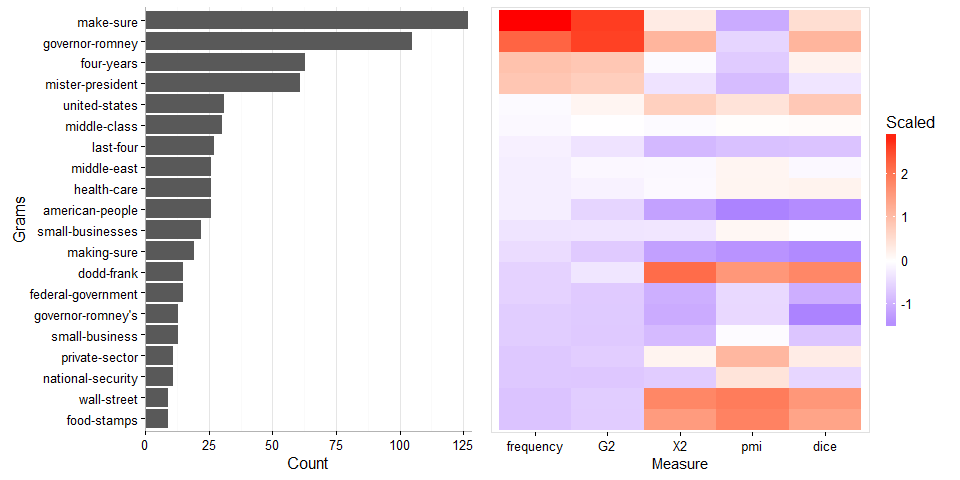 make-sure
governor-romney
four-years
mister-president
united-states
middle-class
last-four
middle-east
health-care
american-people
small-businesses
making-sure
dodd-frank
federal-government
governor-romney's
small-business
private-sector
national-security
wall-street
food-stamps
Grams
0 25 50 75 100 125
Count
frequency G2 X2 pmi dice
Measure
Scaled
2
1
0
-1